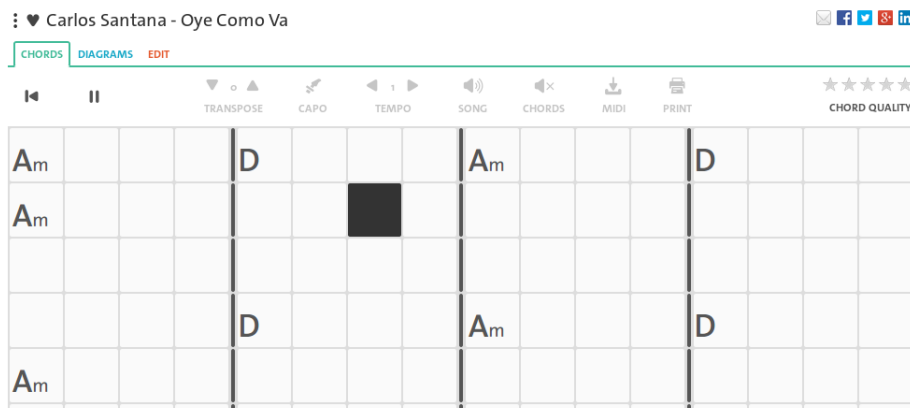 ♥ Carlos Santana - Oye Como Va
f g+ in
CHORDS DIAGRAMS EDIT
0 1
TRANSPOSE CAPO TEMPO SONG CHORDS MIDI PRINT CHORD QUALITY
Am D Am D
Am
D Am D
Am